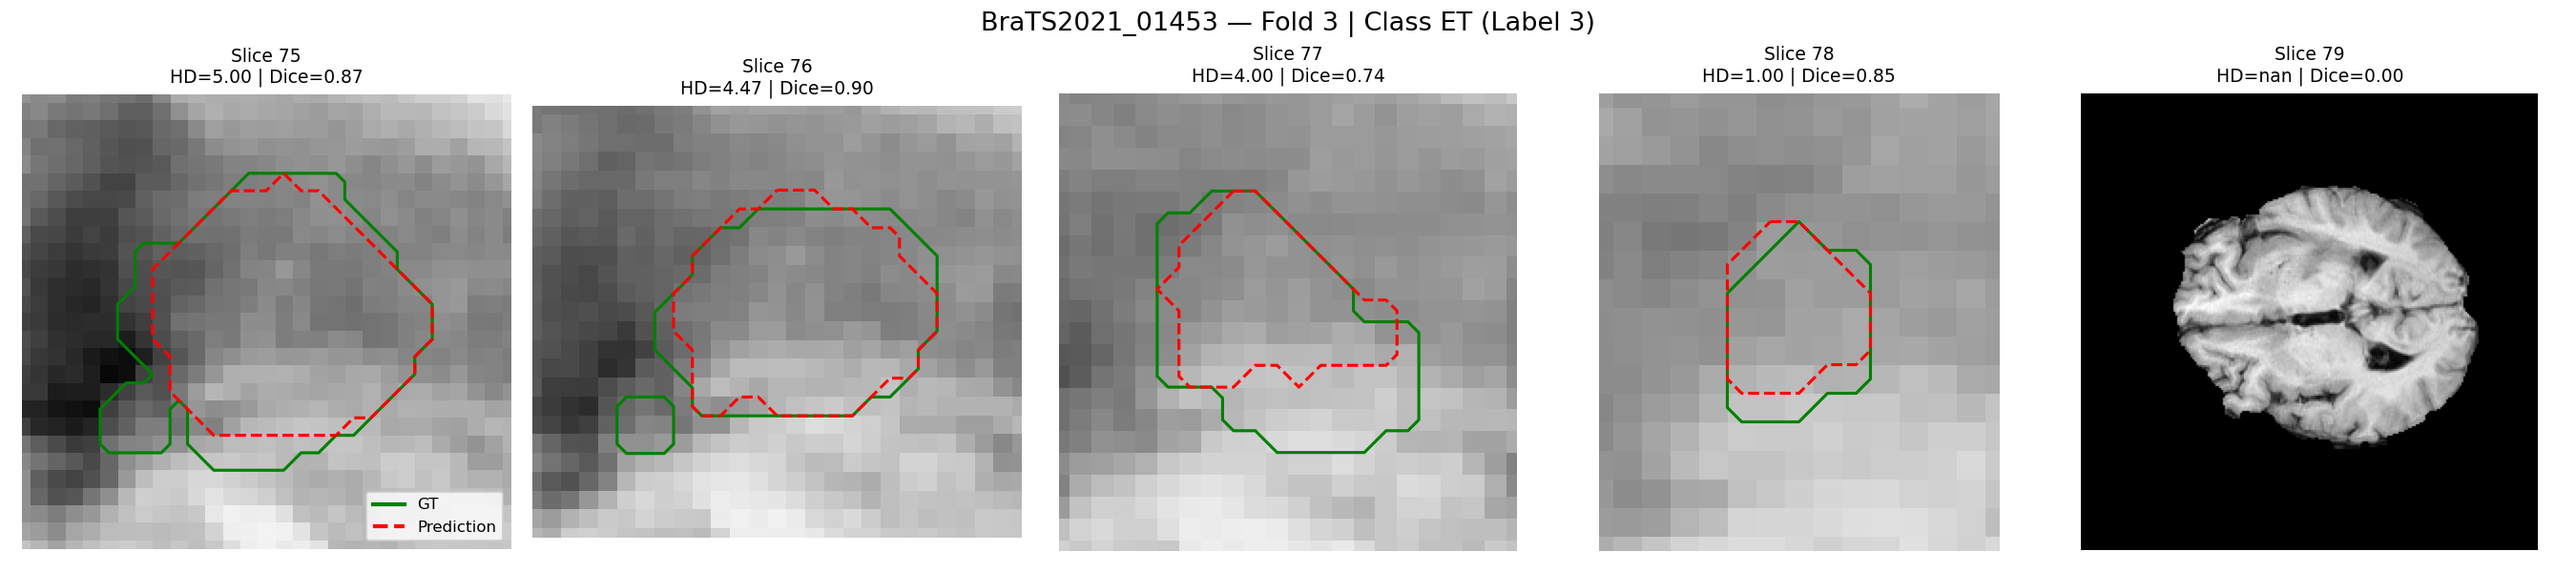 BraTS2021_01453 — Fold 3 | Class ET (Label 3)
Slice 75
HD=5.00 | Dice=0.87
Slice 76
HD=4.47 | Dice=0.90
Slice 77
HD=4.00 | Dice=0.74
Slice 78
HD=1.00 | Dice=0.85
Slice 79
HD=nan | Dice=0.00
GT
Prediction